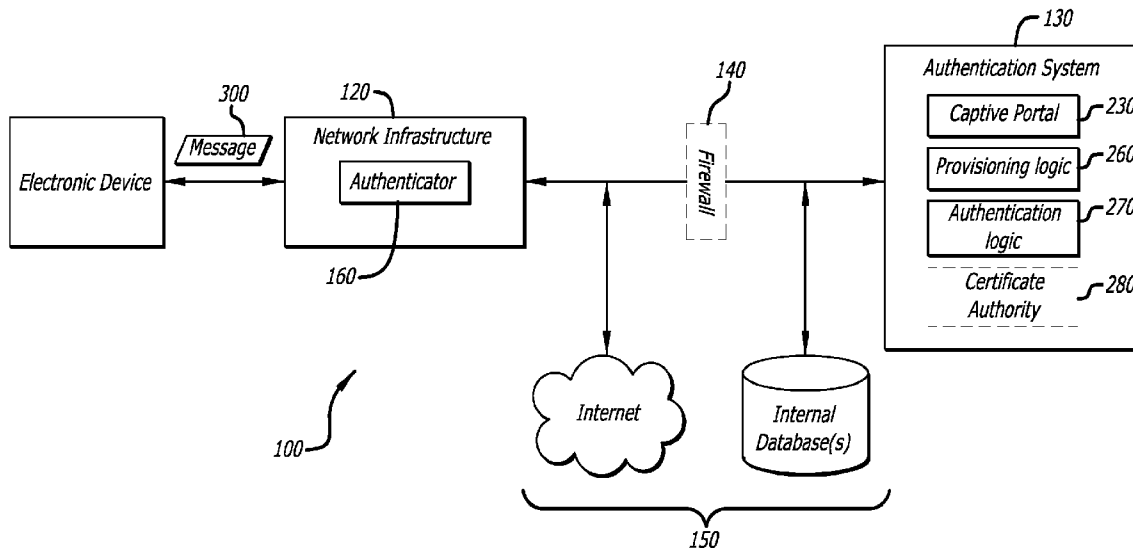 130
Authentication System
Captive Portal
230
Provisioning logic
260
Authentication
logic
270
Certificate
Authority
280
140
Firewall
120
Network Infrastructure
Authenticator
160
300
Message
Electronic Device
Internet
Internal
Database(s)
100
150